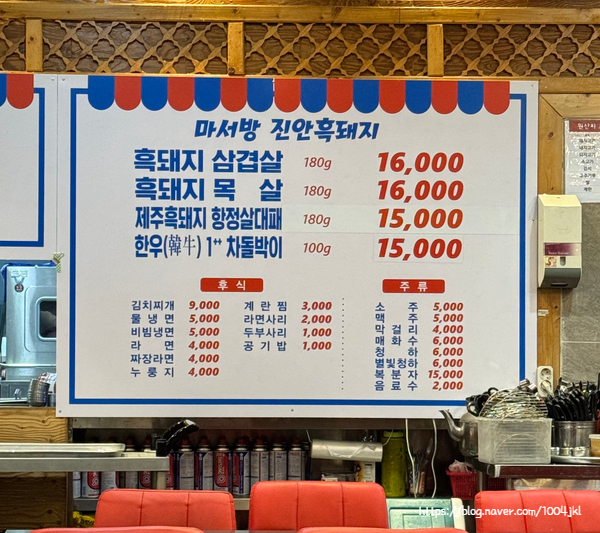 마서방 진안흑돼지
흑돼지 삼겹살 180g 16,000
흑돼지 목 살 180g 16,000
제주흑돼지 항정살대패 180g 15,000
한우(韓牛) 1++ 차돌박이 100g 15,000
후식
김치찌개 9,000
물냉면 5,000
비빔냉면 5,000
라면 4,000
짜장라면 4,000
누룽지 4,000
계란찜 3,000
라면사리 2,000
두부사리 1,000
공기밥 1,000
주류
소주 5,000
맥주 5,000
막걸리 4,000
매화수 6,000
청하 6,000
별빛청하 6,000
복분자 15,000
음료수 2,000
https://blog.naver.com/1004jkl